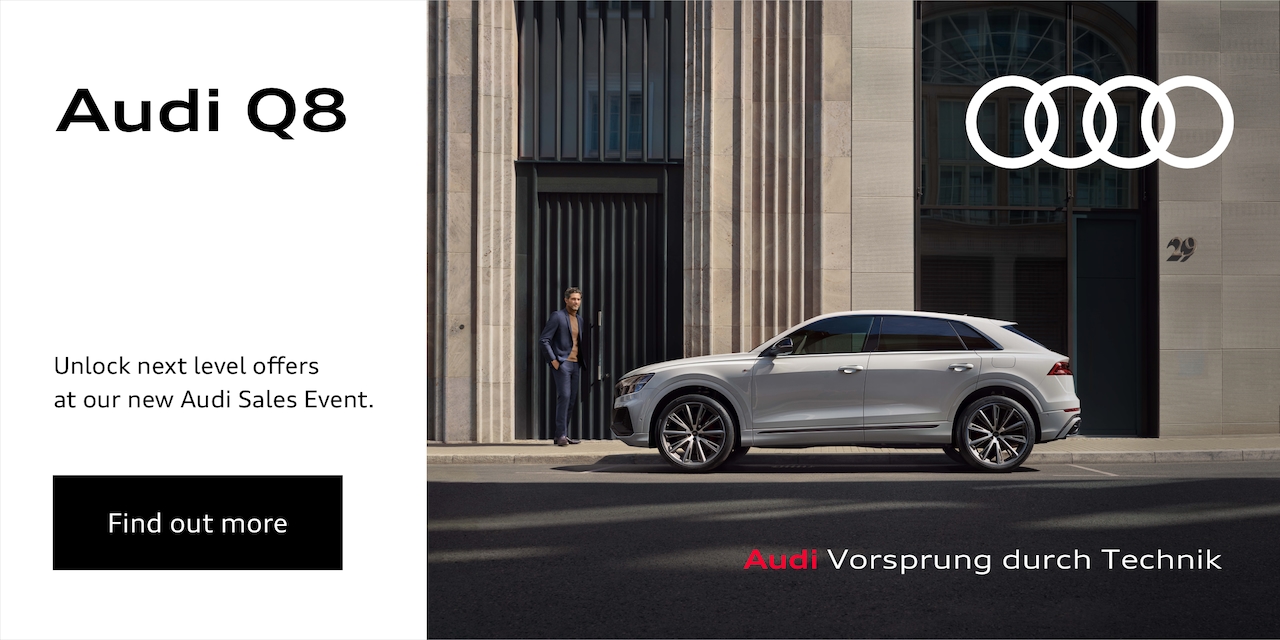 Audi Q8
Unlock next level offers
at our new Audi Sales Event.
Find out more
29
Audi Vorsprung durch Technik